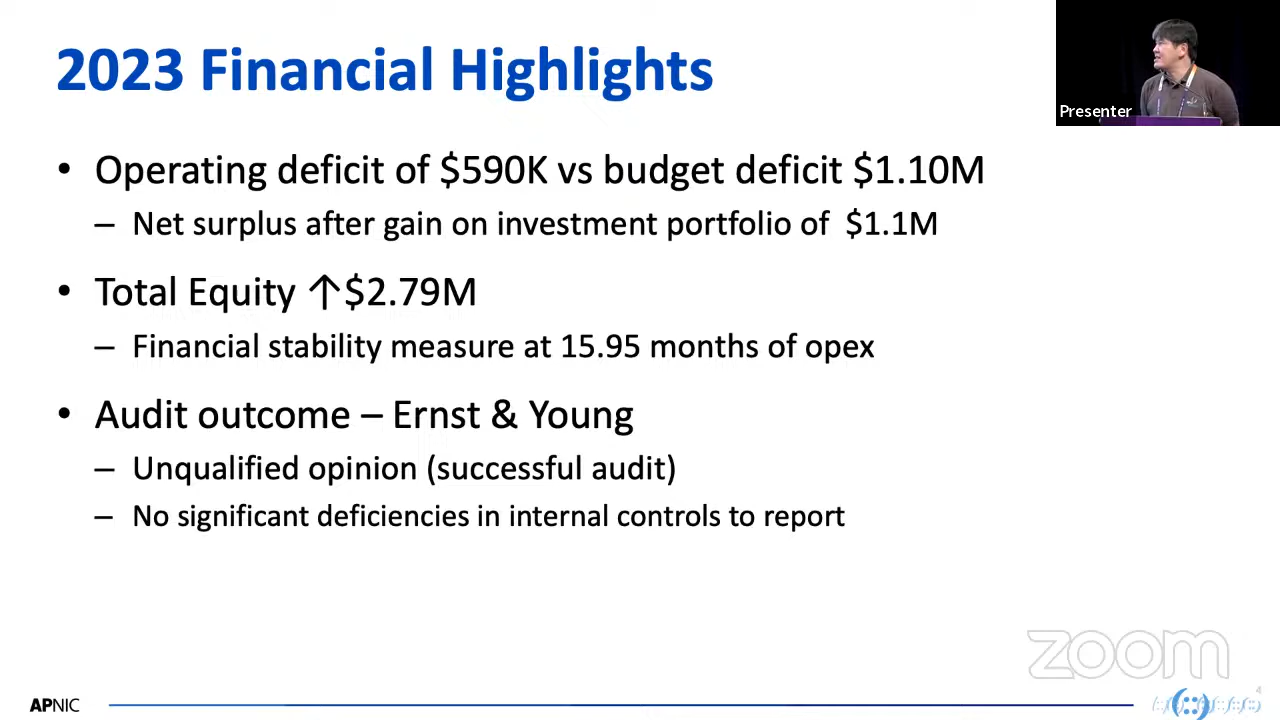 2023 Financial Highlights
Presenter
• Operating deficit of $590K vs budget deficit $1.10M
– Net surplus after gain on investment portfolio of $1.1M
• Total Equity ↑$2.79M
– Financial stability measure at 15.95 months of opex
• Audit outcome – Ernst & Young
– Unqualified opinion (successful audit)
– No significant deficiencies in internal controls to report
zoom
4
APNIC